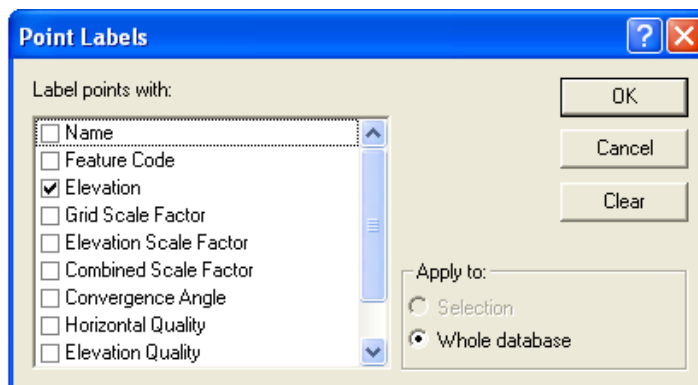 Point Labels
Label points with:
Name
Feature Code
Elevation
Grid Scale Factor
Elevation Scale Factor
Combined Scale Factor
Convergence Angle
Horizontal Quality
Elevation Quality
OK
Cancel
Clear
Apply to:
Selection
Whole database